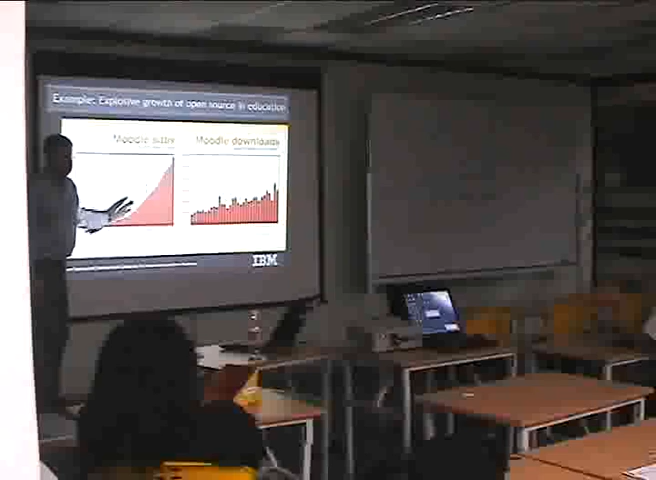 Example: Explosive growth of open source in education
Moodle sites
Moodle downloads
IBM